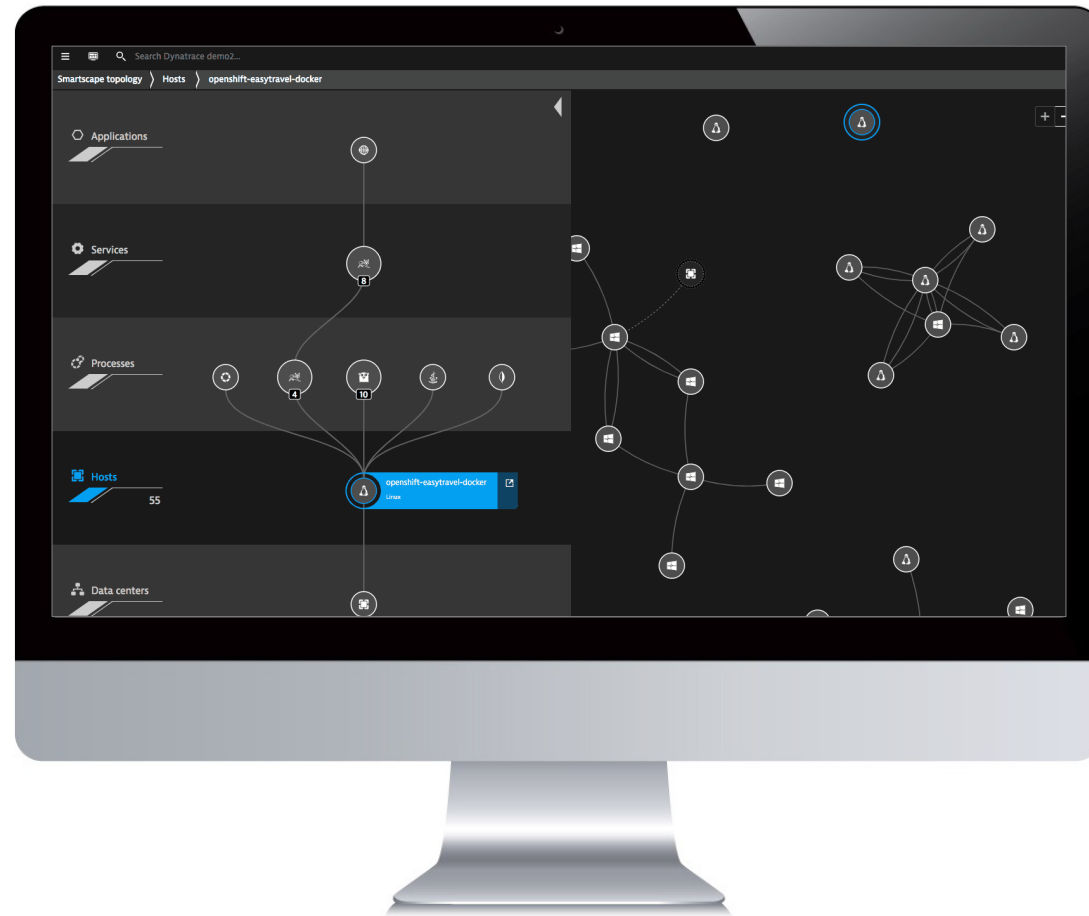 Search Dynatrace demo2...
Smartscape topology
Hosts
openshift-easytravel-docker
Applications
Services
8
Processes
4
10
Hosts
55
openshift-easytravel-docker
Linux
Data centers